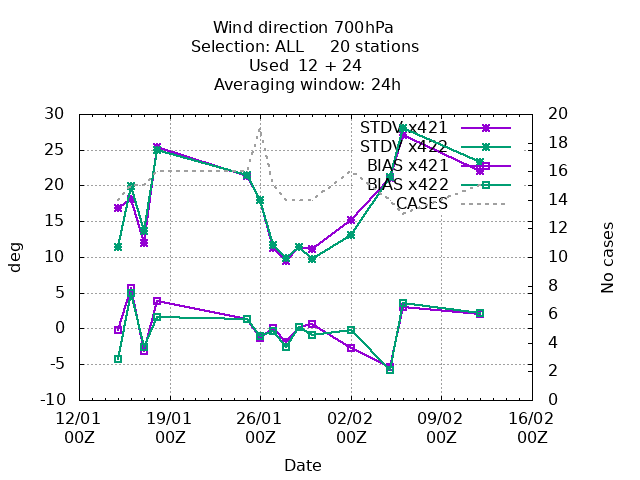 Wind direction 700hPa
Selection: ALL     20 stations
Used  12 + 24
Averaging window: 24h
30
25
20
15
10
5
0
-5
-10
deg
20
18
16
14
12
10
8
6
4
2
0
No cases
STDV x421
STDV x422
BIAS x421
BIAS x422
CASES
12/01 19/01 26/01 02/02 09/02 16/02
00Z 00Z 00Z 00Z 00Z 00Z
Date